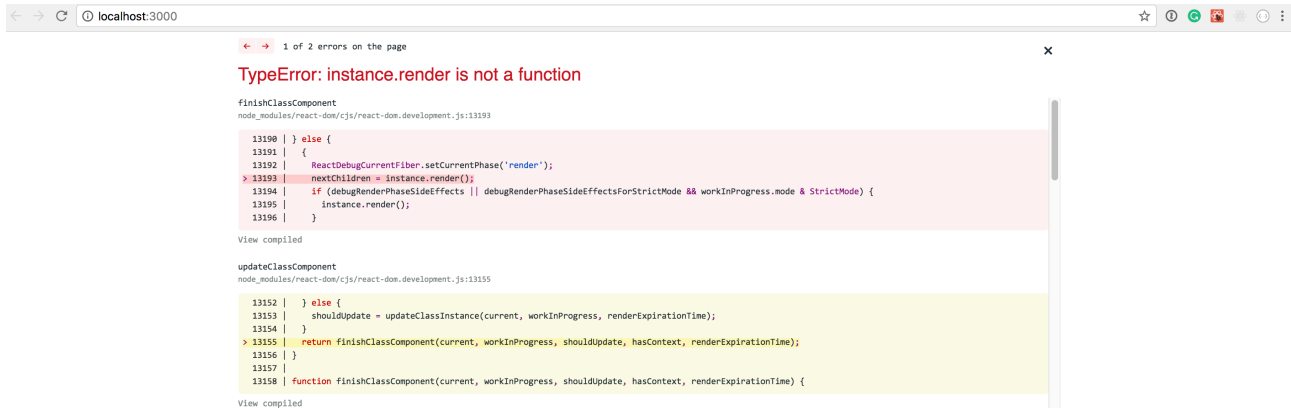 localhost:3000
← → 1 of 2 errors on the page
TypeError: instance.render is not a function
finishClassComponent
node_modules/react-dom/cjs/react-dom.development.js:13193
13190 | } else {
13191 |   {
13192 |     ReactDebugCurrentFiber.setCurrentPhase('render');
> 13193 |     nextChildren = instance.render();
13194 |     if (debugRenderPhaseSideEffects || debugRenderPhaseSideEffectsForStrictMode && workInProgress.mode & StrictMode) {
13195 |       instance.render();
13196 |     }
View compiled
updateClassComponent
node_modules/react-dom/cjs/react-dom.development.js:13155
13152 |   } else {
13153 |     shouldUpdate = updateClassInstance(current, workInProgress, renderExpirationTime);
13154 |   }
> 13155 |   return finishClassComponent(current, workInProgress, shouldUpdate, hasContext, renderExpirationTime);
13156 | }
13157 |
13158 | function finishClassComponent(current, workInProgress, shouldUpdate, hasContext, renderExpirationTime) {
View compiled